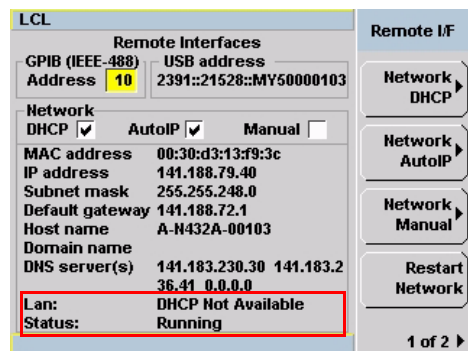 LCL
Remote Interfaces
GPIB (IEEE-488)
Address 10
USB address
2391::21528::MY50000103
Network
DHCP AutoIP Manual
MAC address 00:30:d3:13:f9:3c
IP address 141.188.79.40
Subnet mask 255.255.248.0
Default gateway 141.188.72.1
Host name A-N432A-00103
Domain name
DNS server(s) 141.183.230.30 141.183.2
36.41 0.0.0.0
Lan: DHCP Not Available
Status: Running
Remote I/F
Network
DHCP
Network
AutoIP
Network
Manual
Restart
Network
1 of 2